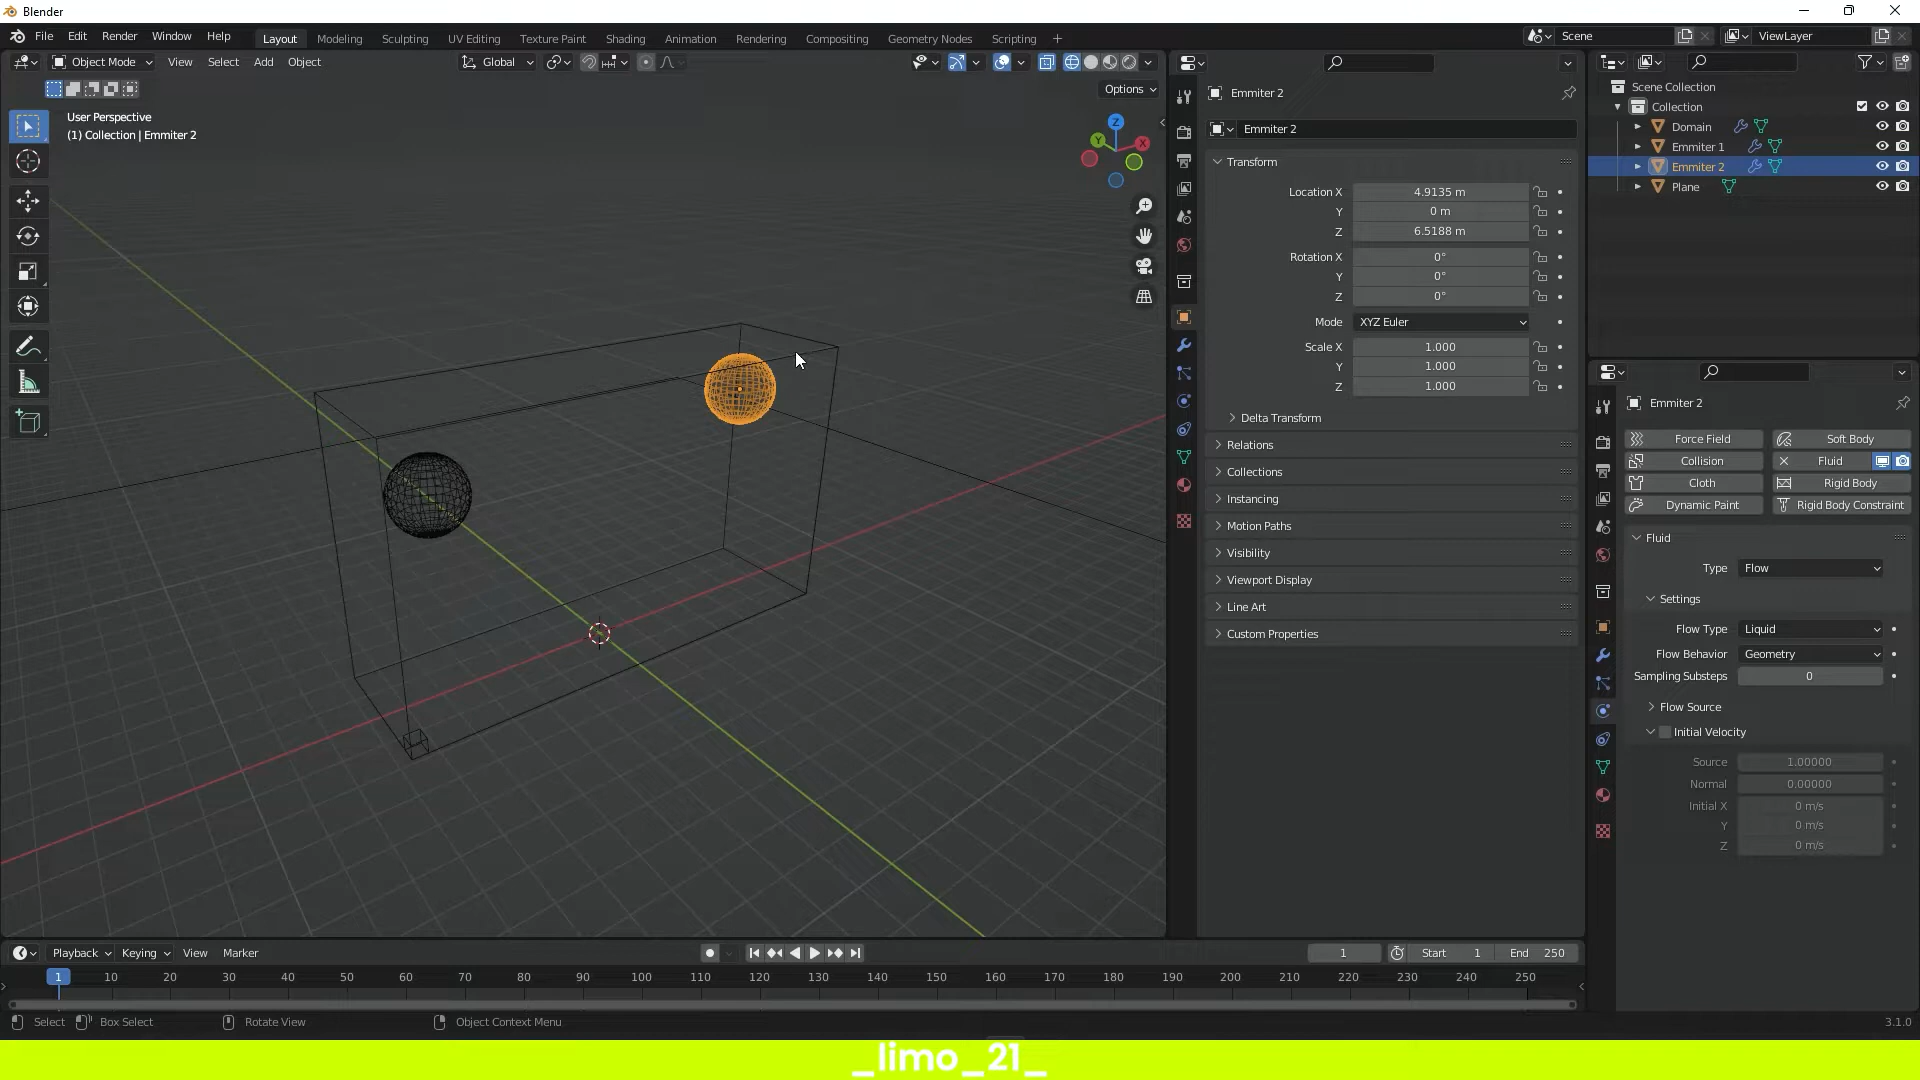 Blender
File Edit Render Window Help
Layout Modeling Sculpting UV Editing Texture Paint Shading Animation Rendering Compositing Geometry Nodes Scripting +
Scene
ViewLayer
Object Mode View Select Add Object
Global
Options
User Perspective
(1) Collection | Emmiter 2
Z
Y
X
Emmiter 2
Emmiter 2
Transform
Location X 4.9135 m
Y 0 m
Z 6.5188 m
Rotation X 0°
Y 0°
Z 0°
Mode XYZ Euler
Scale X 1.000
Y 1.000
Z 1.000
Delta Transform
Relations
Collections
Instancing
Motion Paths
Visibility
Viewport Display
Line Art
Custom Properties
Scene Collection
Collection
Domain
Emmiter 1
Emmiter 2
Plane
Emmiter 2
Force Field Soft Body
Collision Fluid
Cloth Rigid Body
Dynamic Paint Rigid Body Constraint
Fluid
Type Flow
Settings
Flow Type Liquid
Flow Behavior Geometry
Sampling Substeps 0
Flow Source
Initial Velocity
Source 1.00000
Normal 0.00000
Initial X 0 m/s
Y 0 m/s
Z 0 m/s
Playback Keying View Marker
1 Start 1 End 250
1 10 20 30 40 50 60 70 80 90 100 110 120 130 140 150 160 170 180 190 200 210 220 230 240 250
Select Box Select Rotate View Object Context Menu 3.1.0
_limo_21_